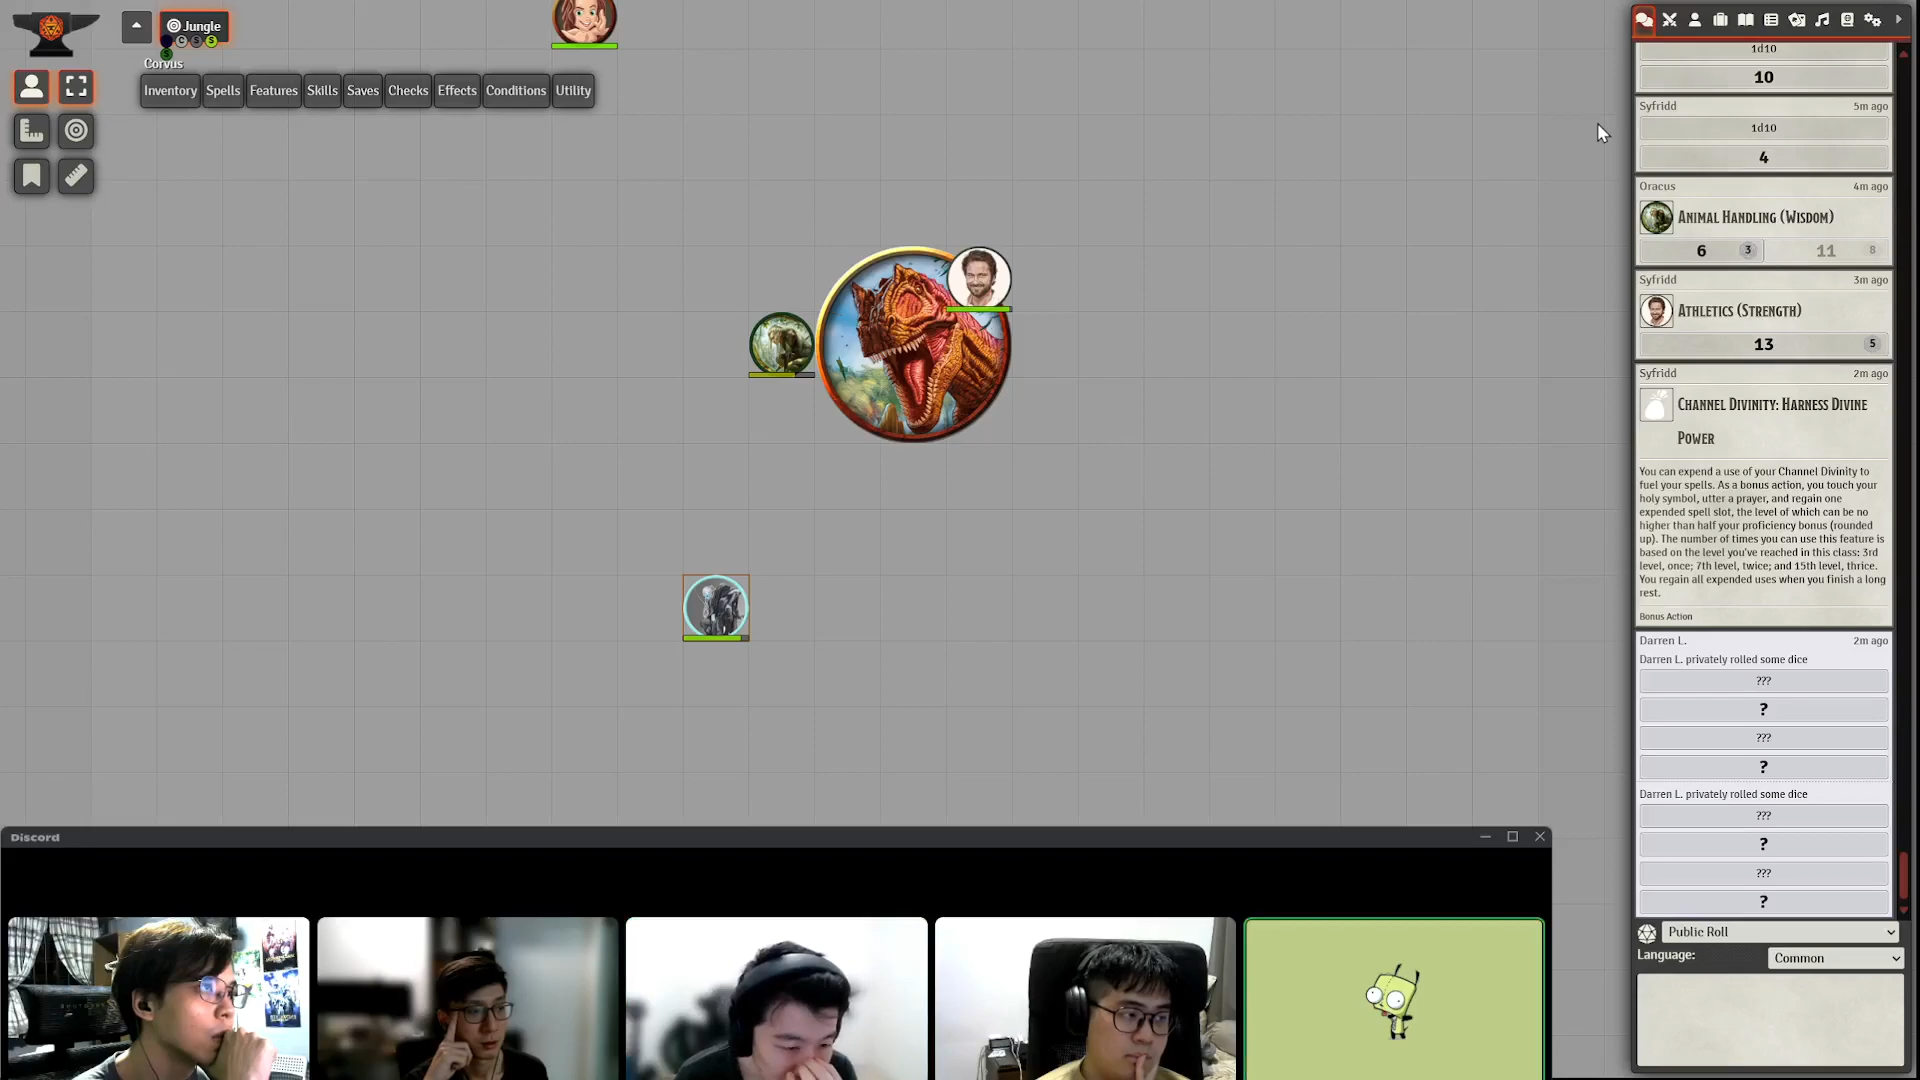 Jungle
C S S
S
Corvus
Inventory Spells Features Skills Saves Checks Effects Conditions Utility
1d10
10
Syfridd 5m ago
1d10
4
Oracus 4m ago
Animal Handling (Wisdom)
6 3 11 8
Syfridd 3m ago
Athletics (Strength)
13 5
Syfridd 2m ago
Channel Divinity: Harness Divine
Power
You can expend a use of your Channel Divinity to
fuel your spells. As a bonus action, you touch your
holy symbol, utter a prayer, and regain one
expended spell slot, the level of which can be no
higher than half your proficiency bonus (rounded
up). The number of times you can use this feature is
based on the level you've reached in this class: 3rd
level, once; 7th level, twice; and 15th level, thrice.
You regain all expended uses when you finish a long
rest.
Bonus Action
Darren L. 2m ago
Darren L. privately rolled some dice
???
?
???
?
Darren L. privately rolled some dice
???
?
???
?
Public Roll
Language: Common
Discord